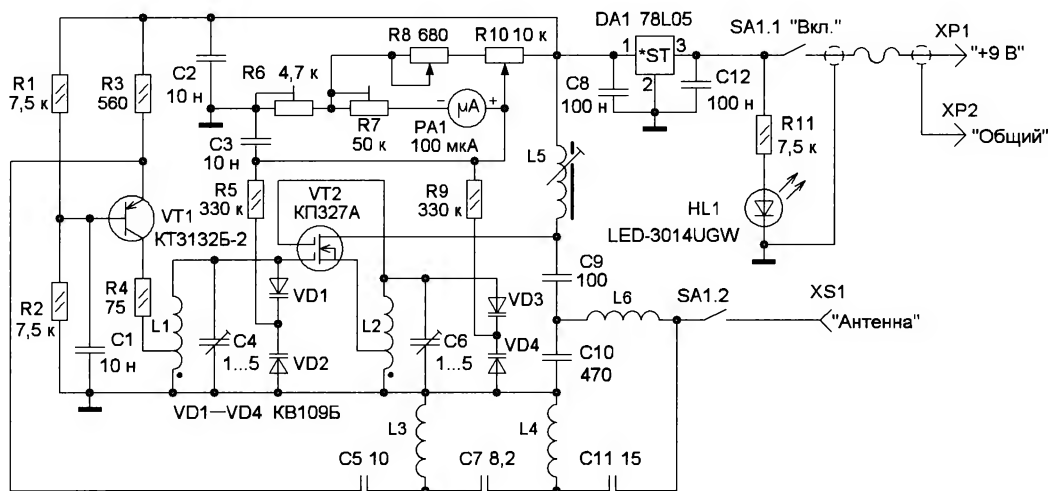 R8 680
R10 10 к
DA1 78L05
SA1.1 "Вкл."
XP1
"+9 В"
R1
7,5 к
R3
560
C2
10 н
R6
4,7 к
1
*ST
3
2
C8
100 н
C12
100 н
XP2
"Общий"
−
μA
+
R7
50 к
PA1
100 мкА
R11
7,5 к
C3
10 н
L5
R5
330 к
VT2
КП327А
R9
330 к
VT1
КТ3132Б-2
HL1
LED-3014UGW
R4
75
R2
7,5 к
C9
100
VD1
VD3
L6
SA1.2
XS1
"Антенна"
L1
C4
1...5
L2
C6
1...5
C1
10 н
VD2
VD4
C10
470
VD1—VD4 КВ109Б
L3
L4
C5 10
C7 8,2
C11 15